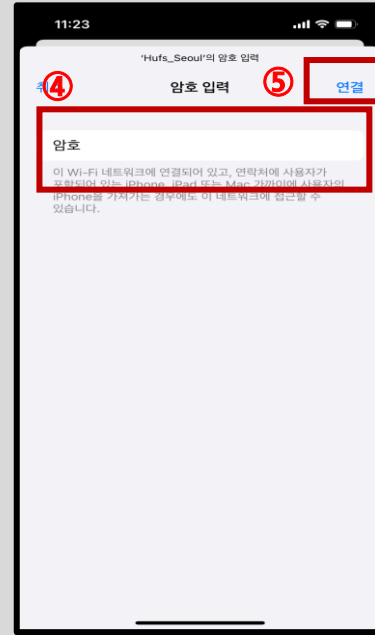 11:23
'Hufs_Seoul'의 암호 입력
④
암호 입력
⑤
연결
암호
이 Wi-Fi 네트워크에 연결되어 있고, 연락처에 사용자가
포함되어 있는 iPhone, iPad 또는 Mac 가까이에 사용자의
iPhone을 가져가는 경우에도 이 네트워크에 접근할 수
있습니다.